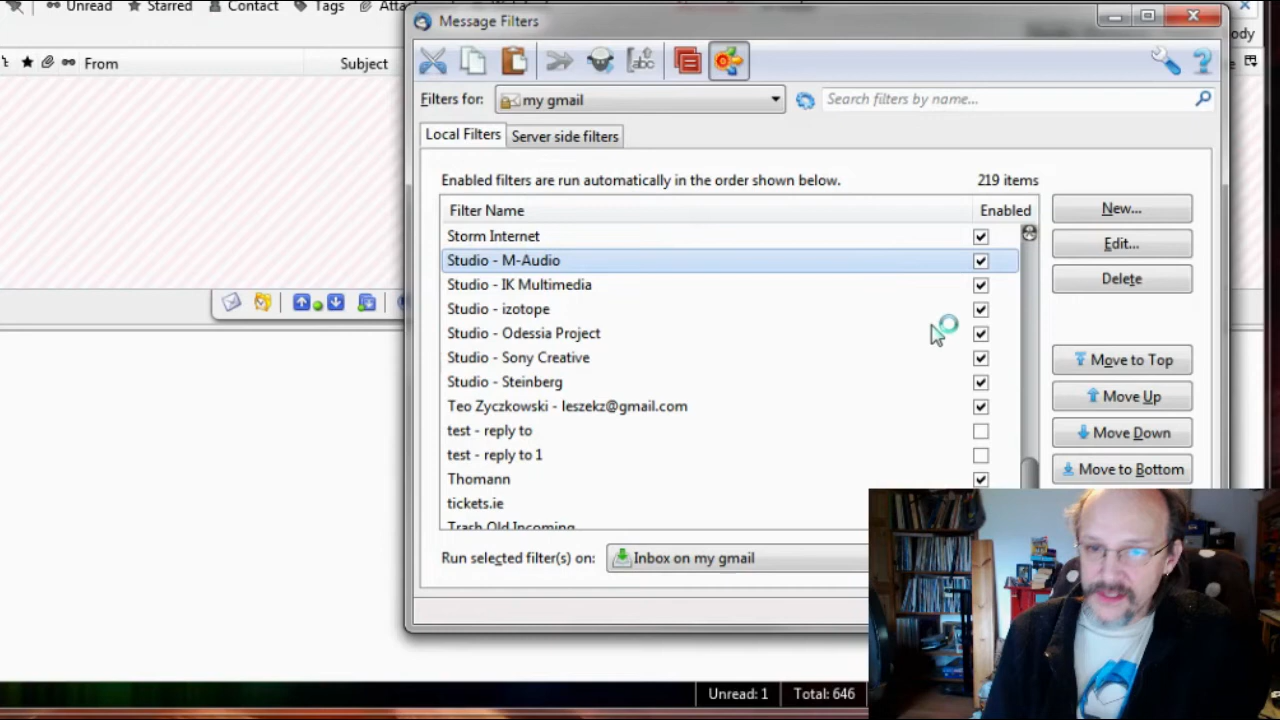 Unread Starred Contact Tags
From Subject
Message Filters
abc
Filters for: my gmail Search filters by name...
Local Filters Server side filters
Enabled filters are run automatically in the order shown below. 219 items
Filter Name Enabled
Storm Internet
Studio - M-Audio
Studio - IK Multimedia
Studio - izotope
Studio - Odessia Project
Studio - Sony Creative
Studio - Steinberg
Teo Zyczkowski - leszekz@gmail.com
test - reply to
test - reply to 1
Thomann
tickets.ie
Trash Old Incoming
New...
Edit...
Delete
Move to Top
Move Up
Move Down
Move to Bottom
Run selected filter(s) on: Inbox on my gmail
Unread: 1 Total: 646